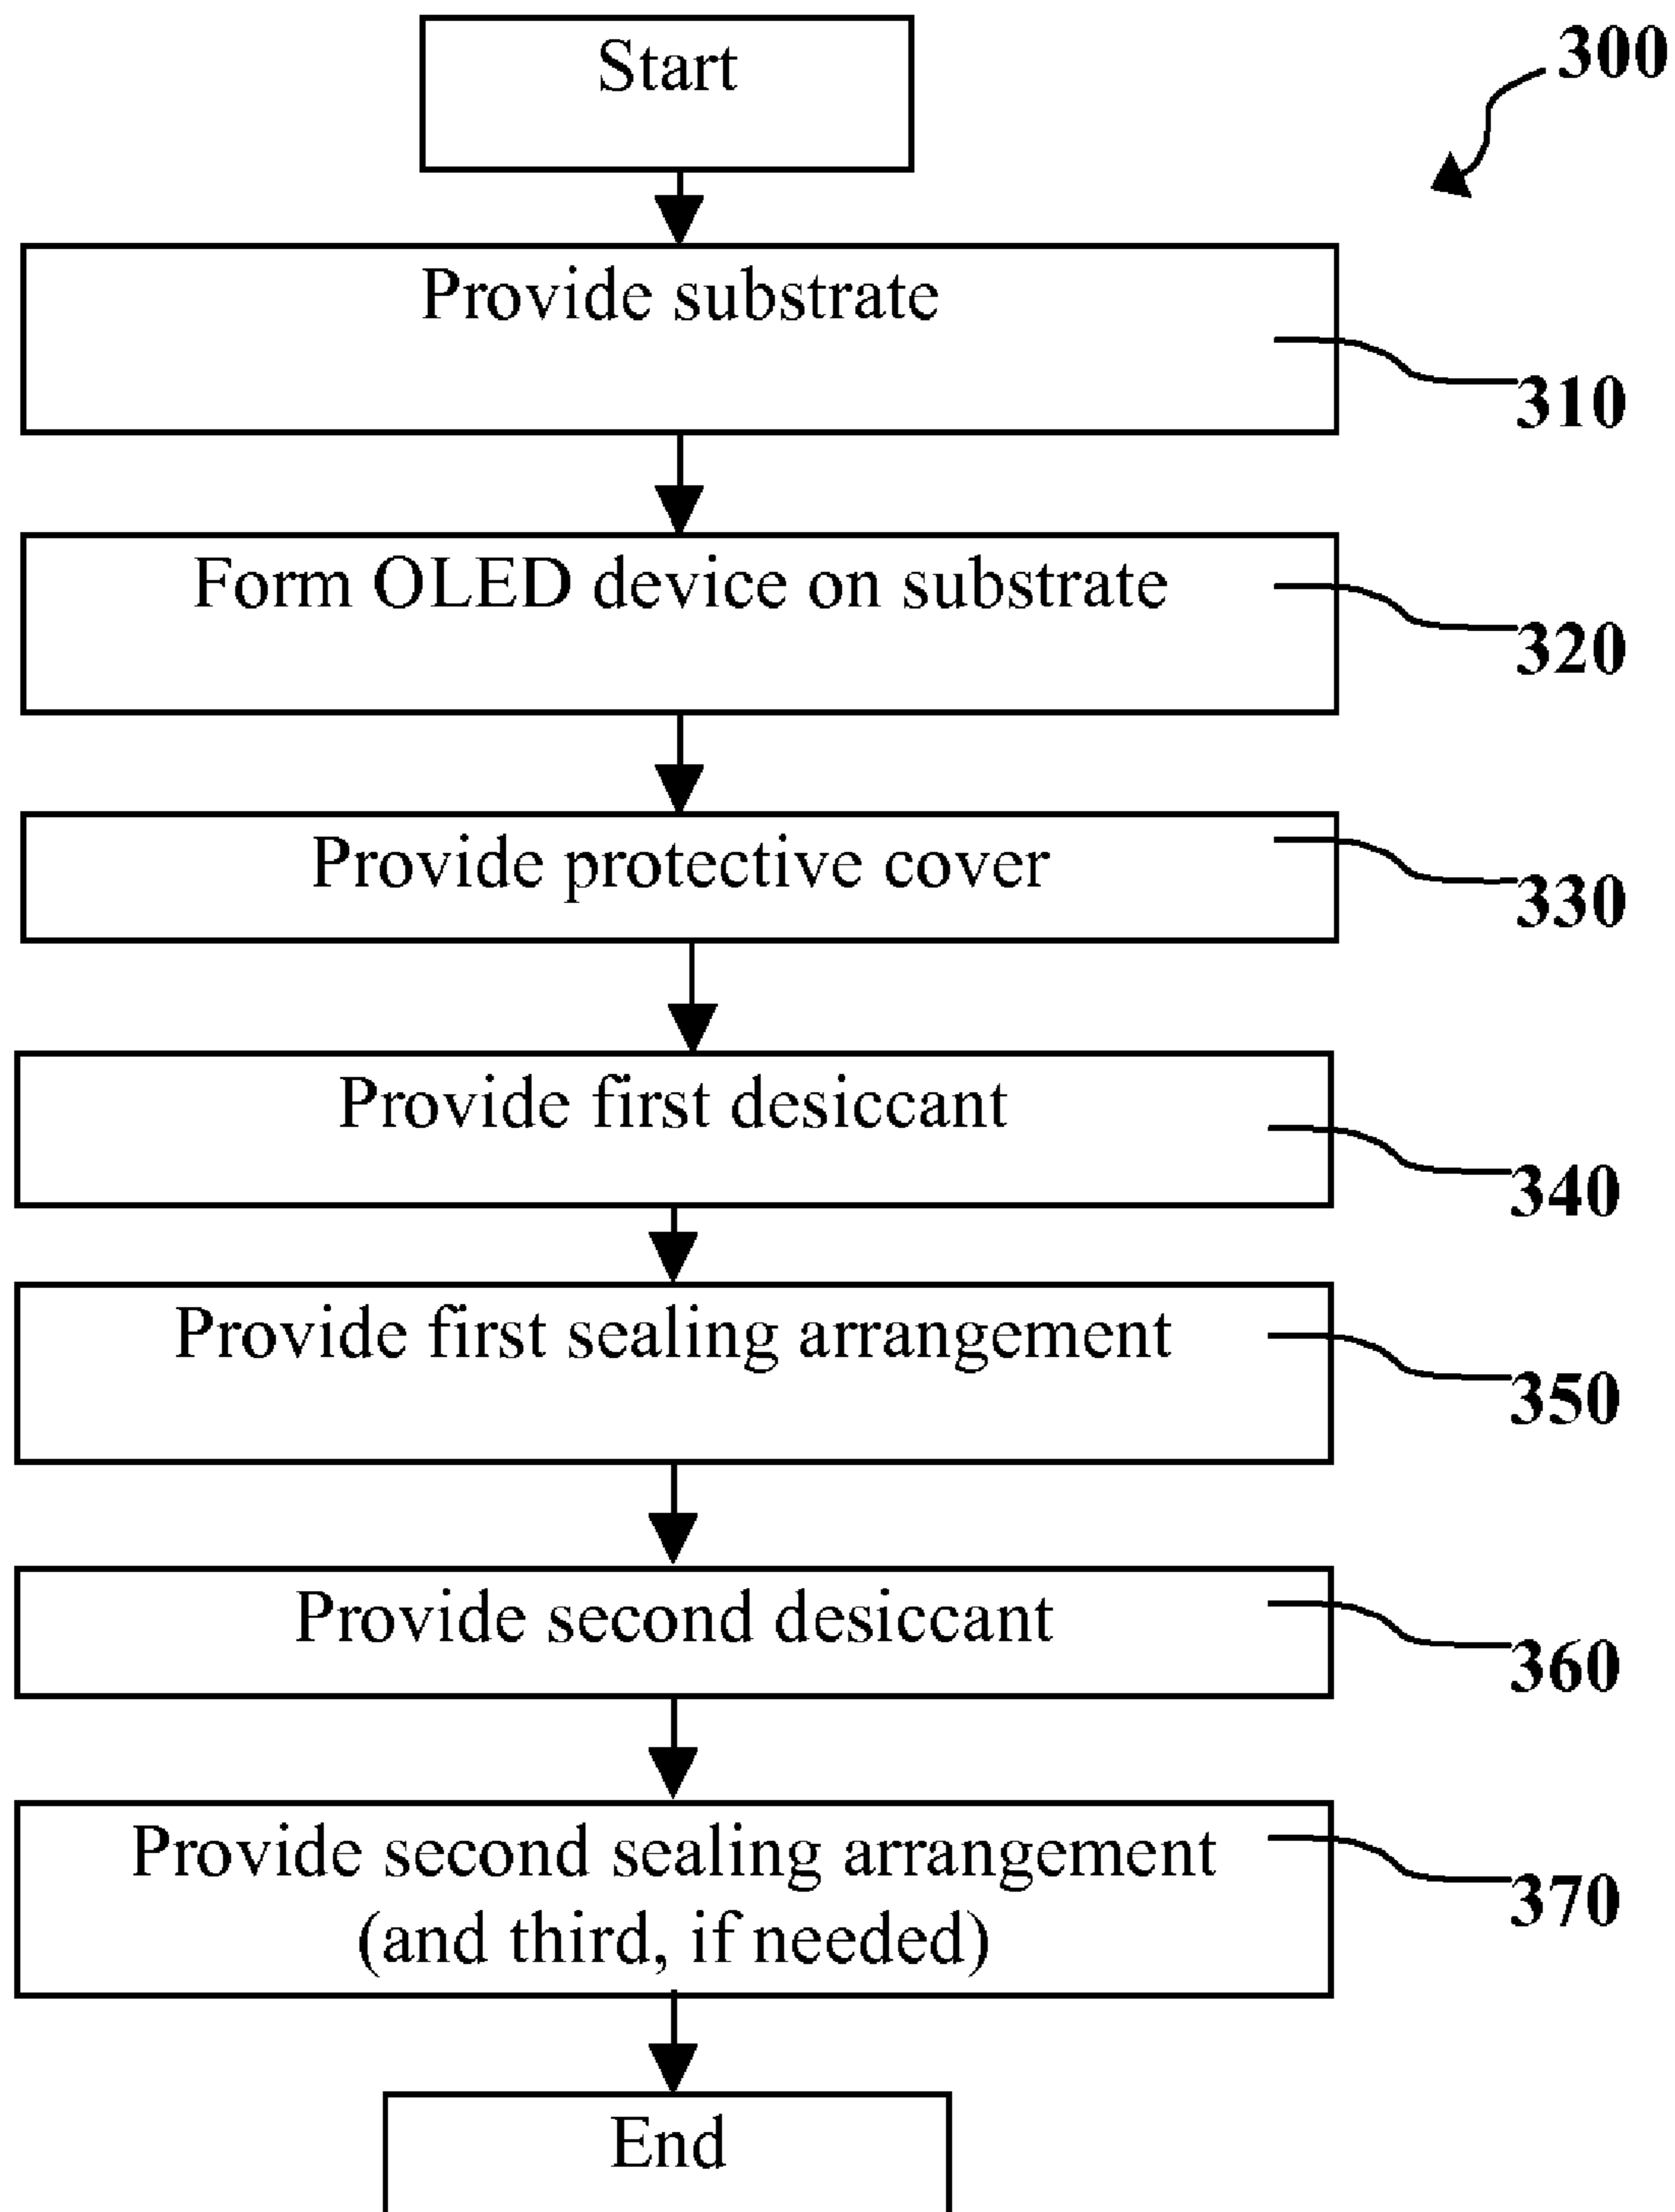 Start
300
Provide substrate
310
Form OLED device on substrate
320
Provide protective cover
330
Provide first desiccant
340
Provide first sealing arrangement
350
Provide second desiccant
360
Provide second sealing arrangement
(and third, if needed)
370
End